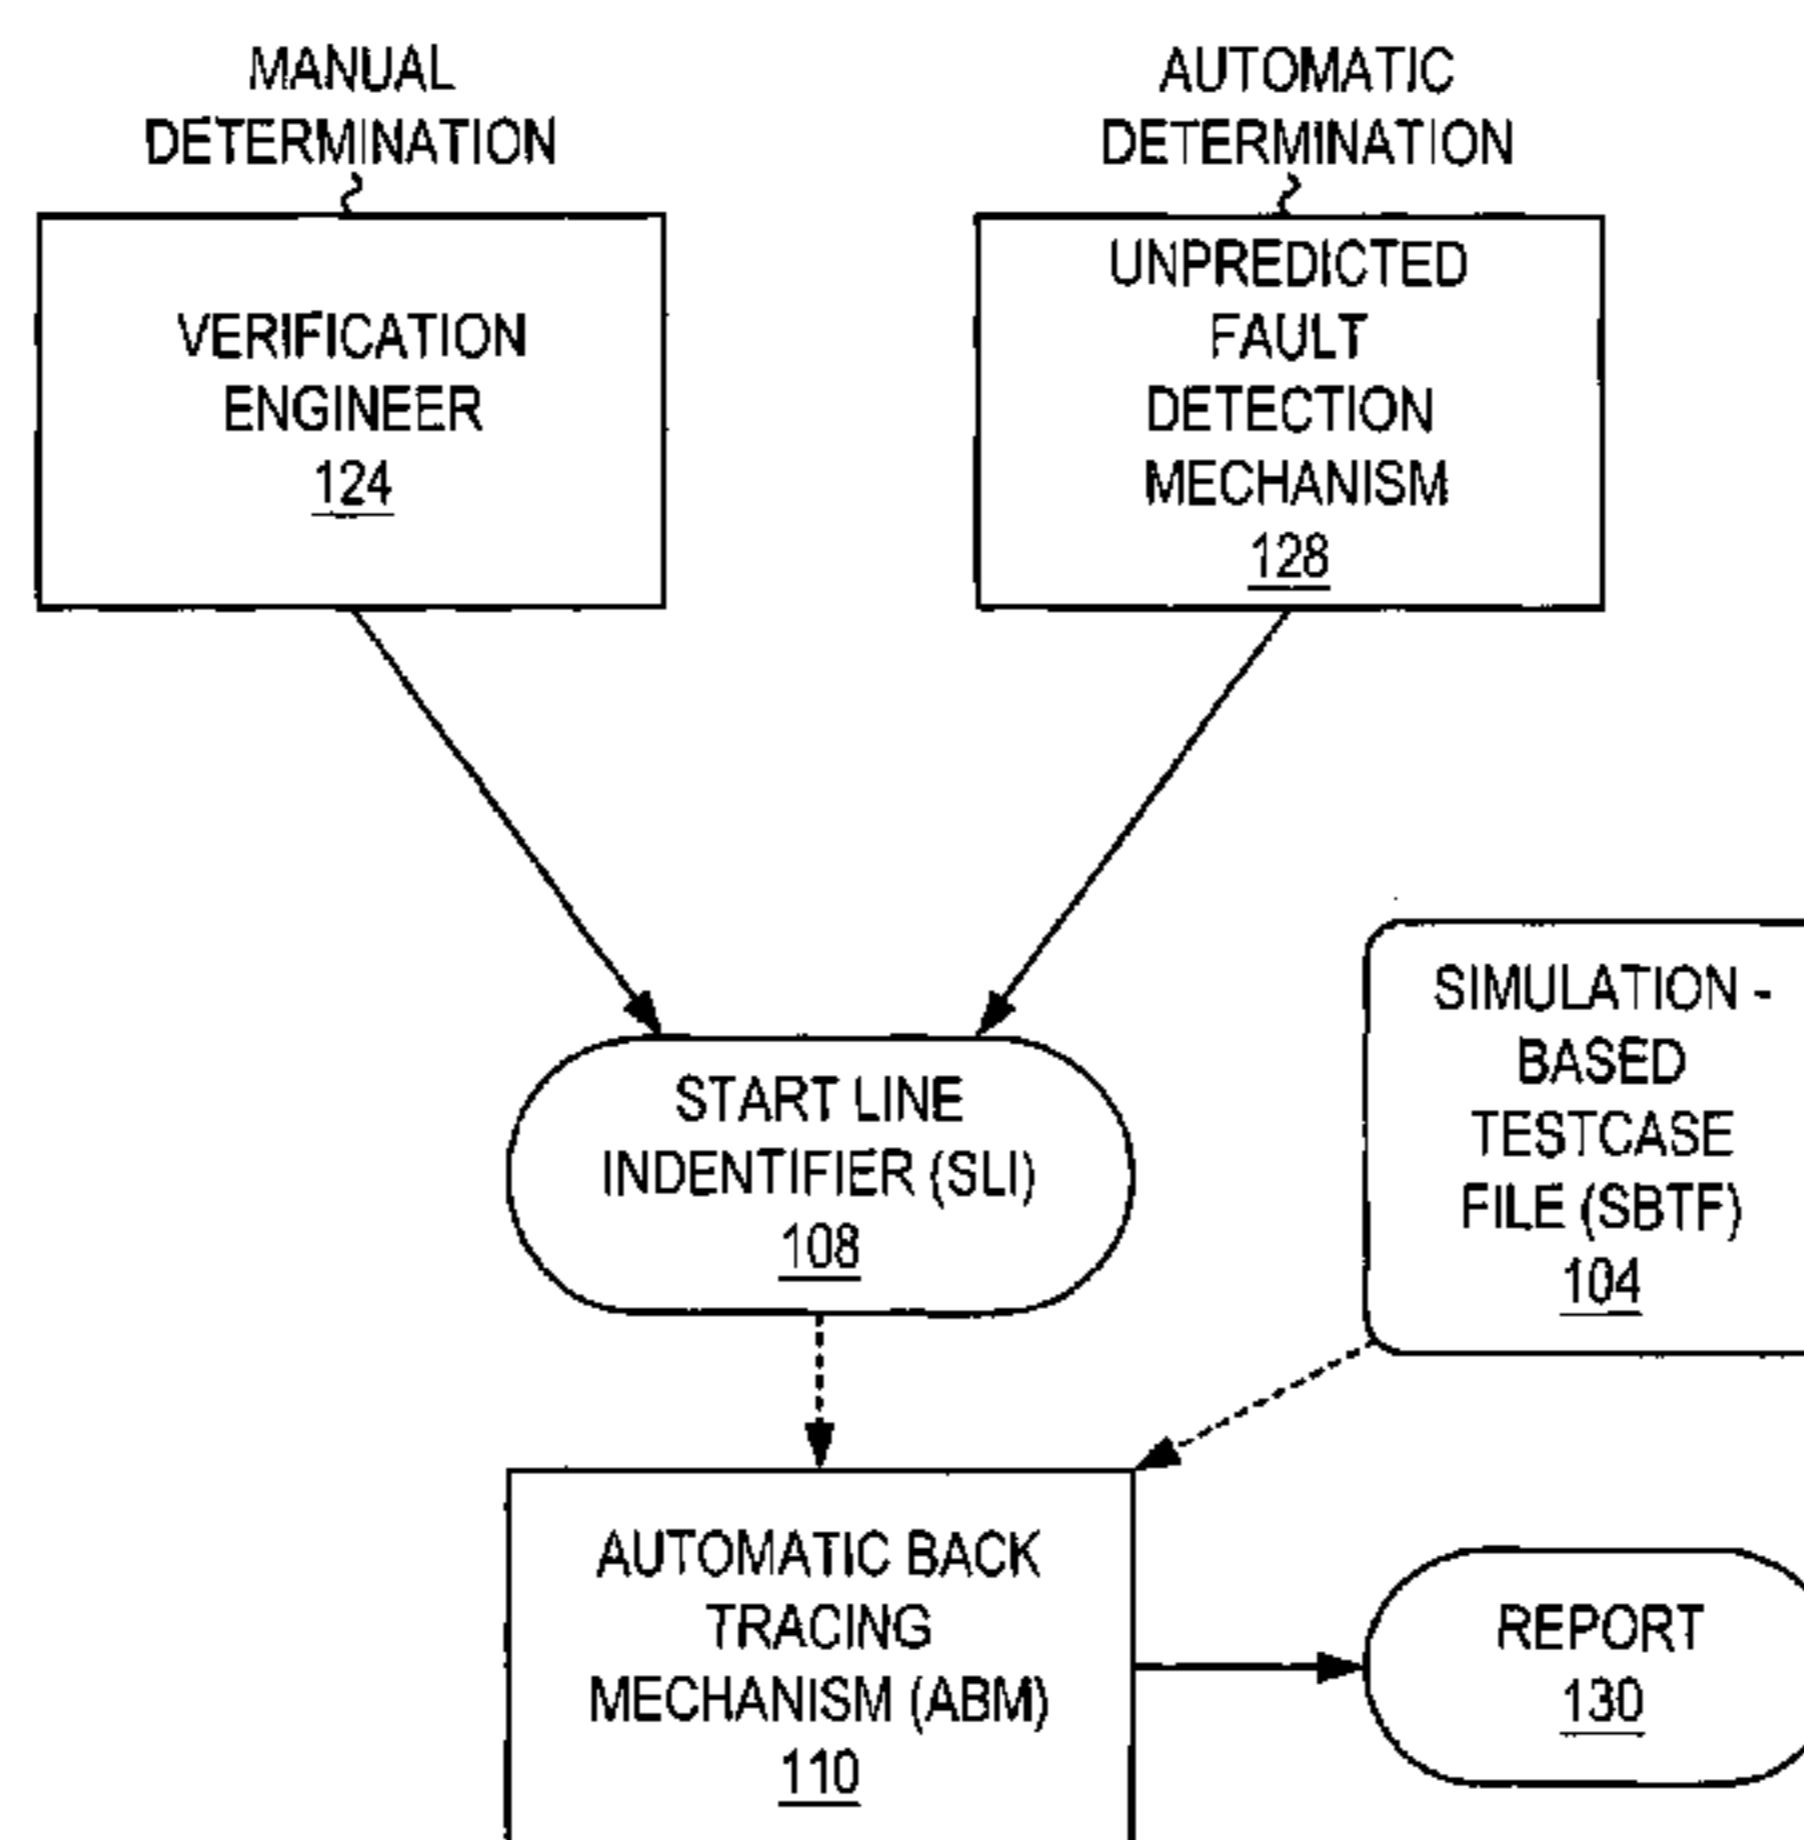 MANUAL
DETERMINATION
AUTOMATIC
DETERMINATION
VERIFICATION
ENGINEER
124
UNPREDICTED
FAULT
DETECTION
MECHANISM
128
START LINE
INDENTIFIER (SLI)
108
SIMULATION -
BASED
TESTCASE
FILE (SBTF)
104
AUTOMATIC BACK
TRACING
MECHANISM (ABM)
110
REPORT
130